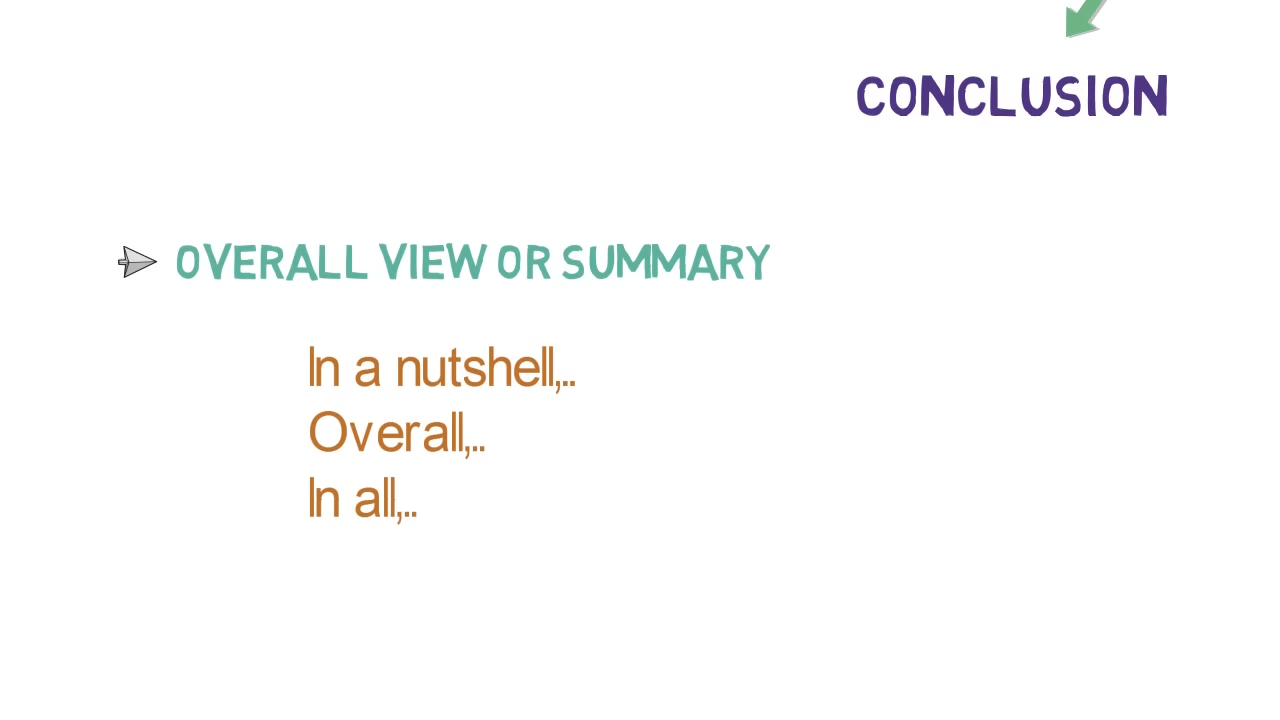 CONCLUSION
OVERALL VIEW OR SUMMARY
In a nutshell,..
Overall,..
In all,..